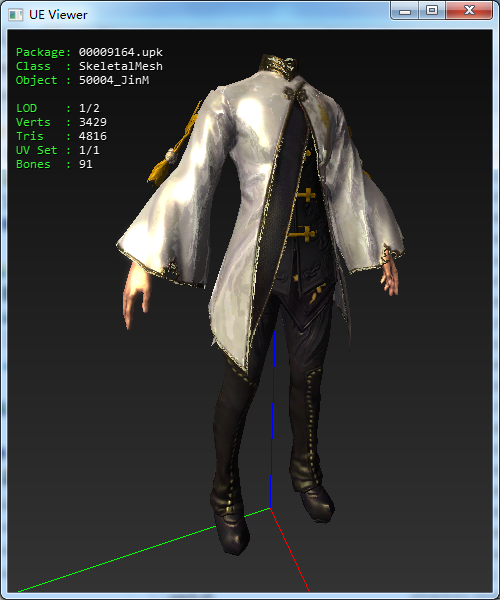 UE Viewer
Package: 00009164.upk
Class  : SkeletalMesh
Object : 50004_JinM
LOD    : 1/2
Verts  : 3429
Tris   : 4816
UV Set : 1/1
Bones  : 91